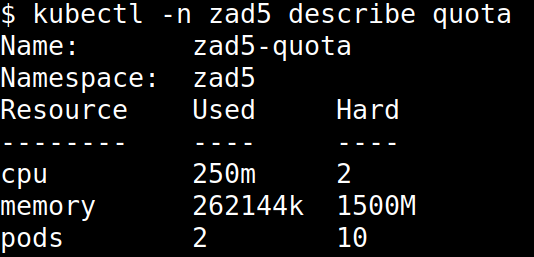 $ kubectl -n zad5 describe quota
Name:       zad5-quota
Namespace:  zad5
Resource    Used     Hard
--------    ----     ----
cpu         250m     2
memory      262144k  1500M
pods        2        10